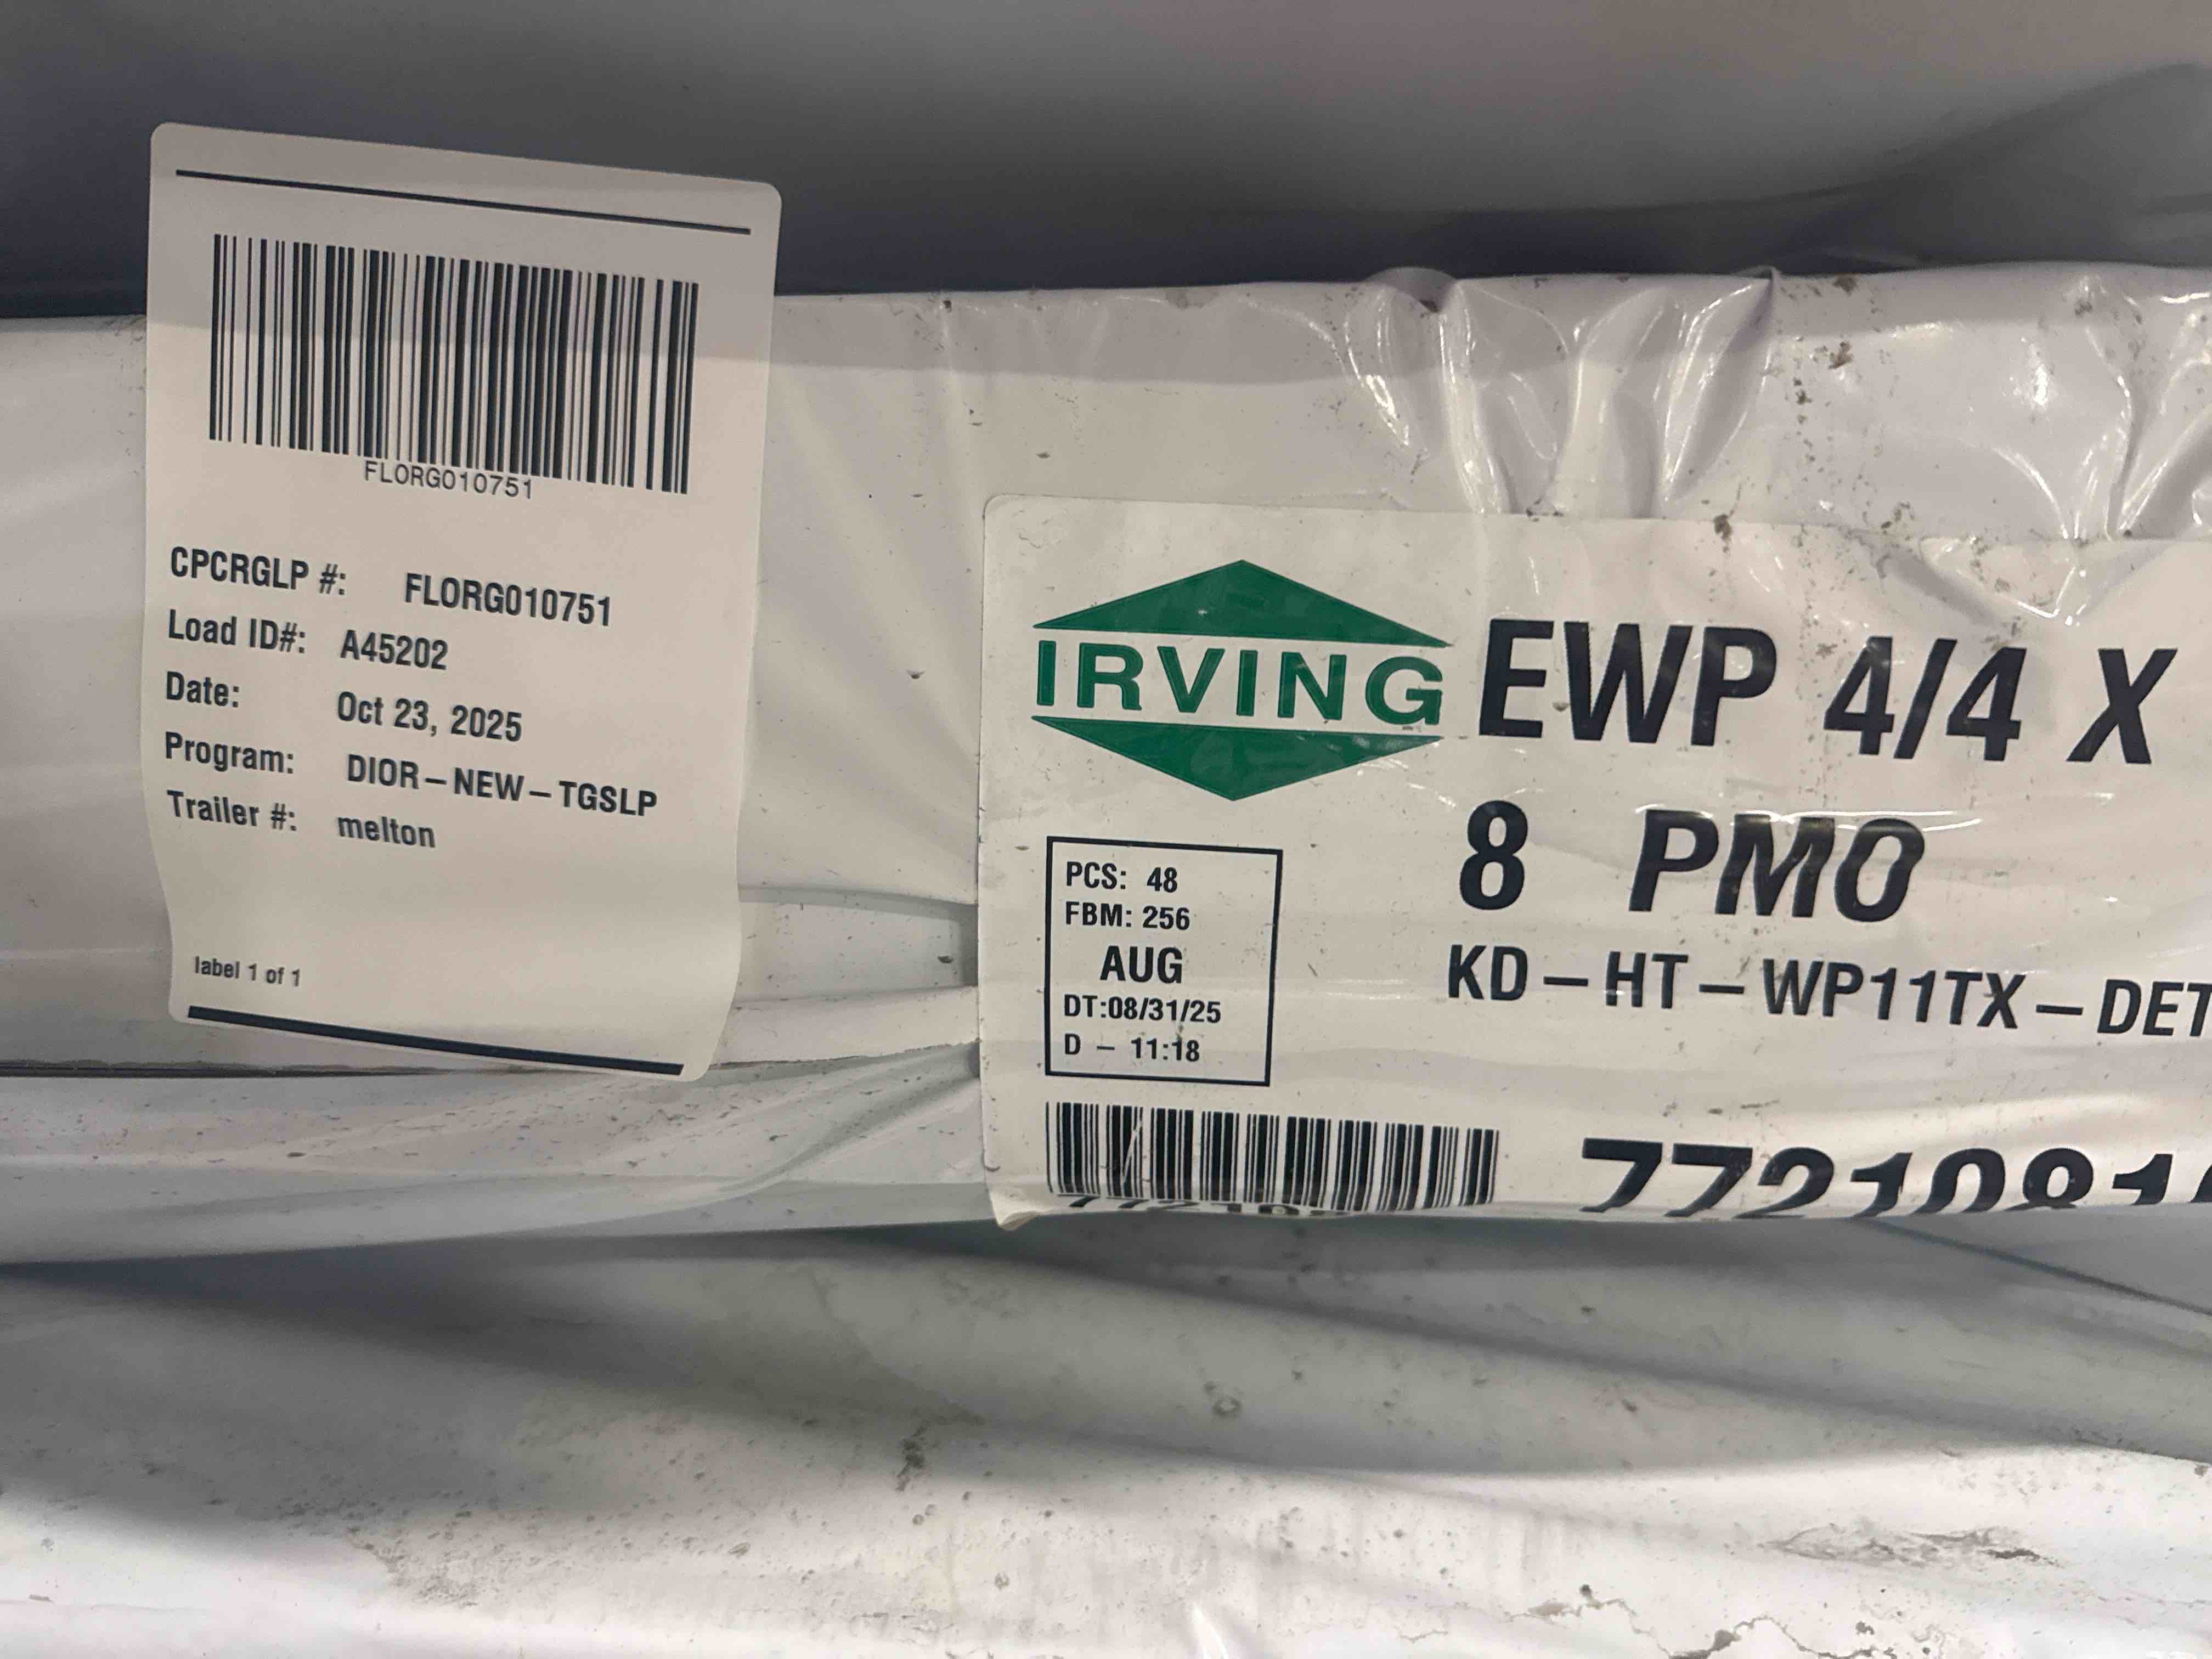 FLORG010751
CPCRGLP #: FLORG010751
Load ID#: A45202
Date: Oct 23, 2025
Program: DIOR-NEW-TGSLP
Trailer #: melton
label 1 of 1
IRVING
EWP 4/4 X
8 PMO
KD-HT-WP11TX-DET
PCS: 48
FBM: 256
AUG
DT:08/31/25
D - 11:18
7721081